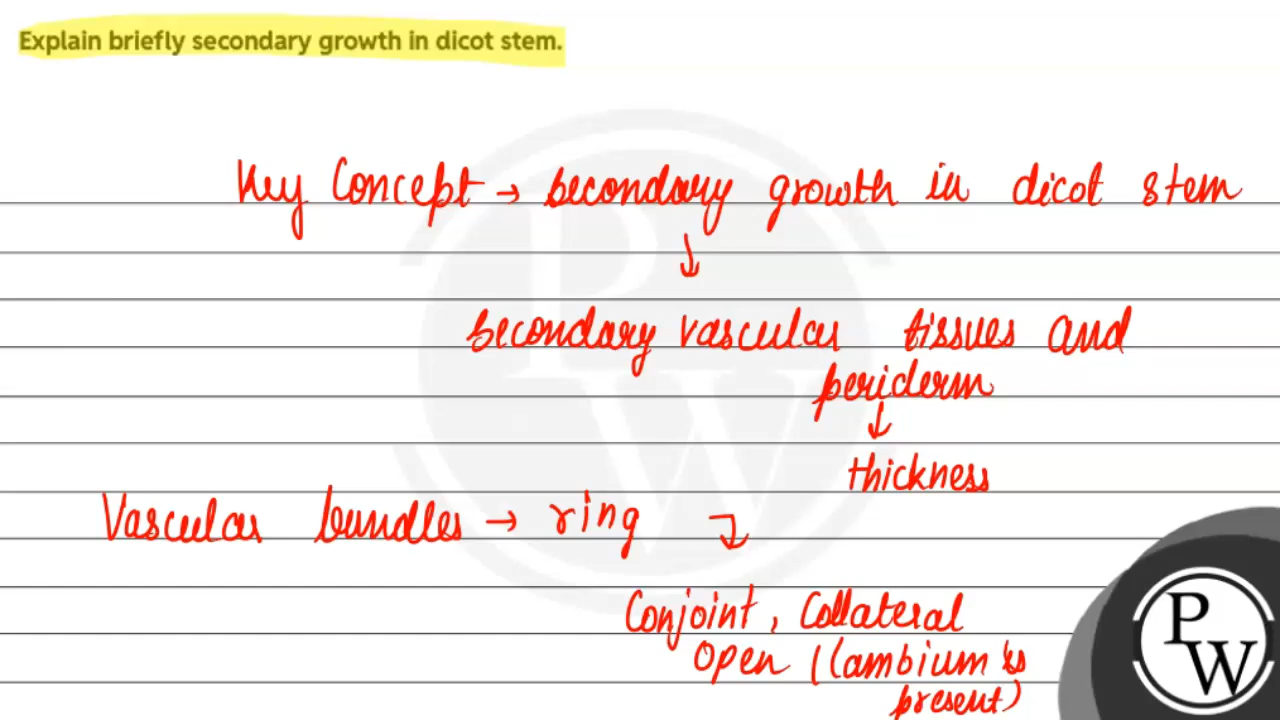 Explain briefly secondary growth in dicot stem.
Key Concept → secondary growth in dicot stem
↓
Secondary vascular tissues and
periderm
↓
thickness
Vascular bundles → ring
Conjoint, Collateral
Open (Cambium is
present)
P
W
P
W